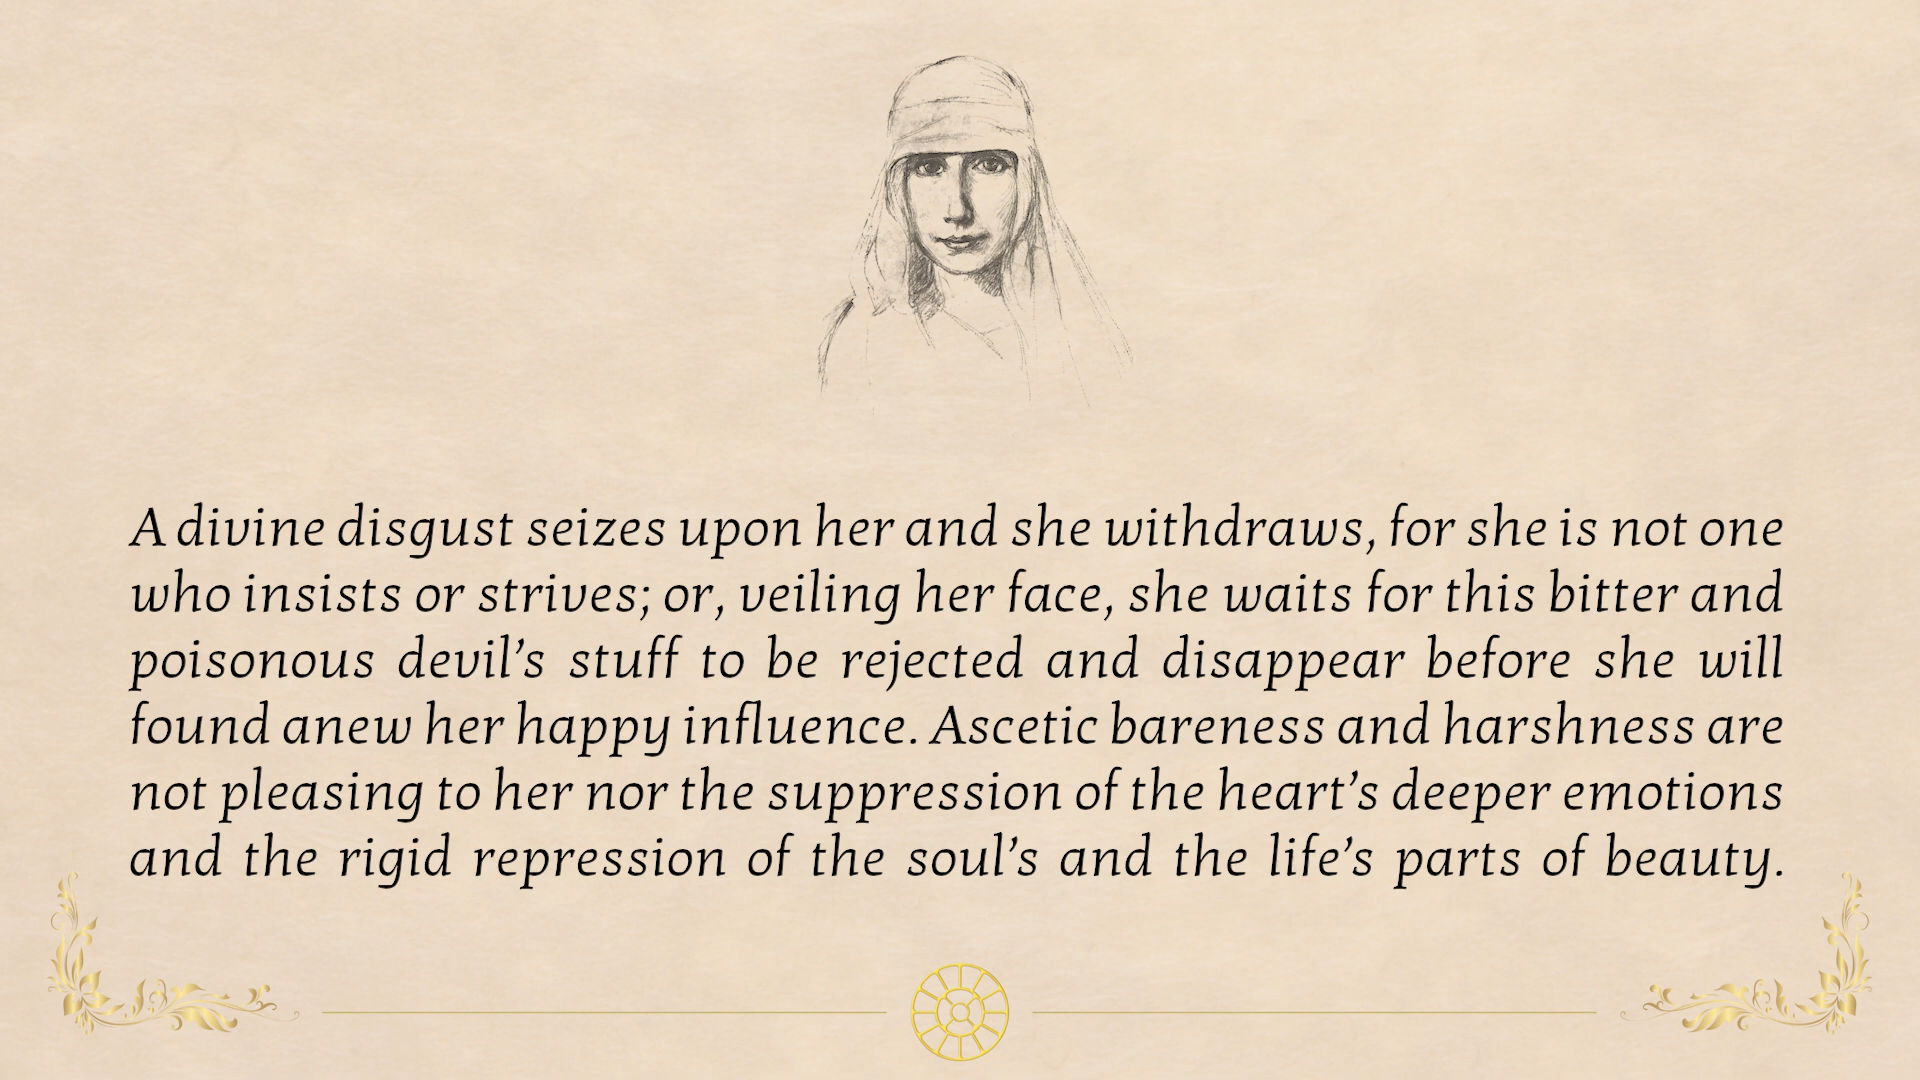 A divine disgust seizes upon her and she withdraws, for she is not one
who insists or strives; or, veiling her face, she waits for this bitter and
poisonous devil’s stuff to be rejected and disappear before she will
found anew her happy influence. Ascetic bareness and harshness are
not pleasing to her nor the suppression of the heart’s deeper emotions
and the rigid repression of the soul’s and the life’s parts of beauty.